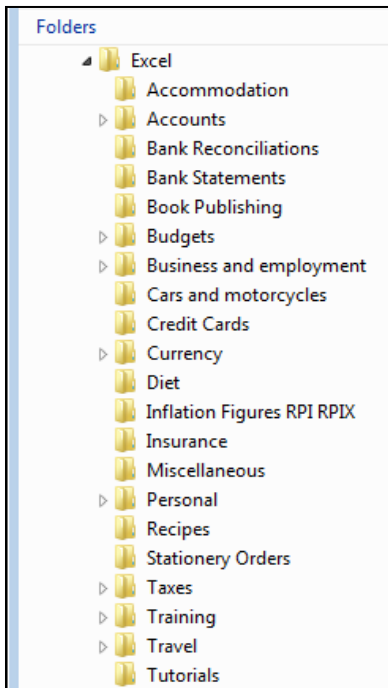 Folders
Excel
Accommodation
Accounts
Bank Reconciliations
Bank Statements
Book Publishing
Budgets
Business and employment
Cars and motorcycles
Credit Cards
Currency
Diet
Inflation Figures RPI RPIX
Insurance
Miscellaneous
Personal
Recipes
Stationery Orders
Taxes
Training
Travel
Tutorials